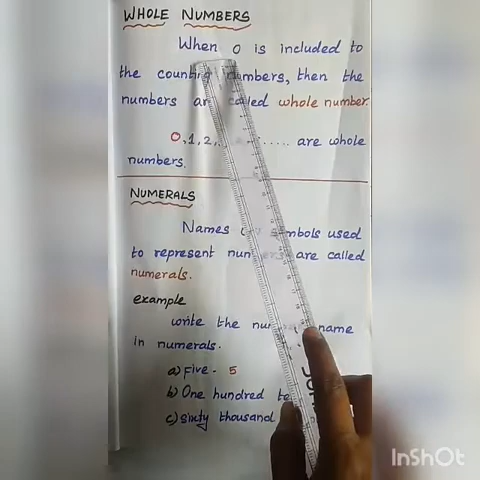 WHOLE NUMBERS
When 0 is included to
the counting numbers, then the
numbers are called whole number.
0,1,2,.. ..... are whole
numbers.
NUMERALS
Names or symbols used
to represent numbers are called
numerals.
example
write the name
in numerals.
a) Five - 5
b) One hundred
c) sixty thousand
InShOt